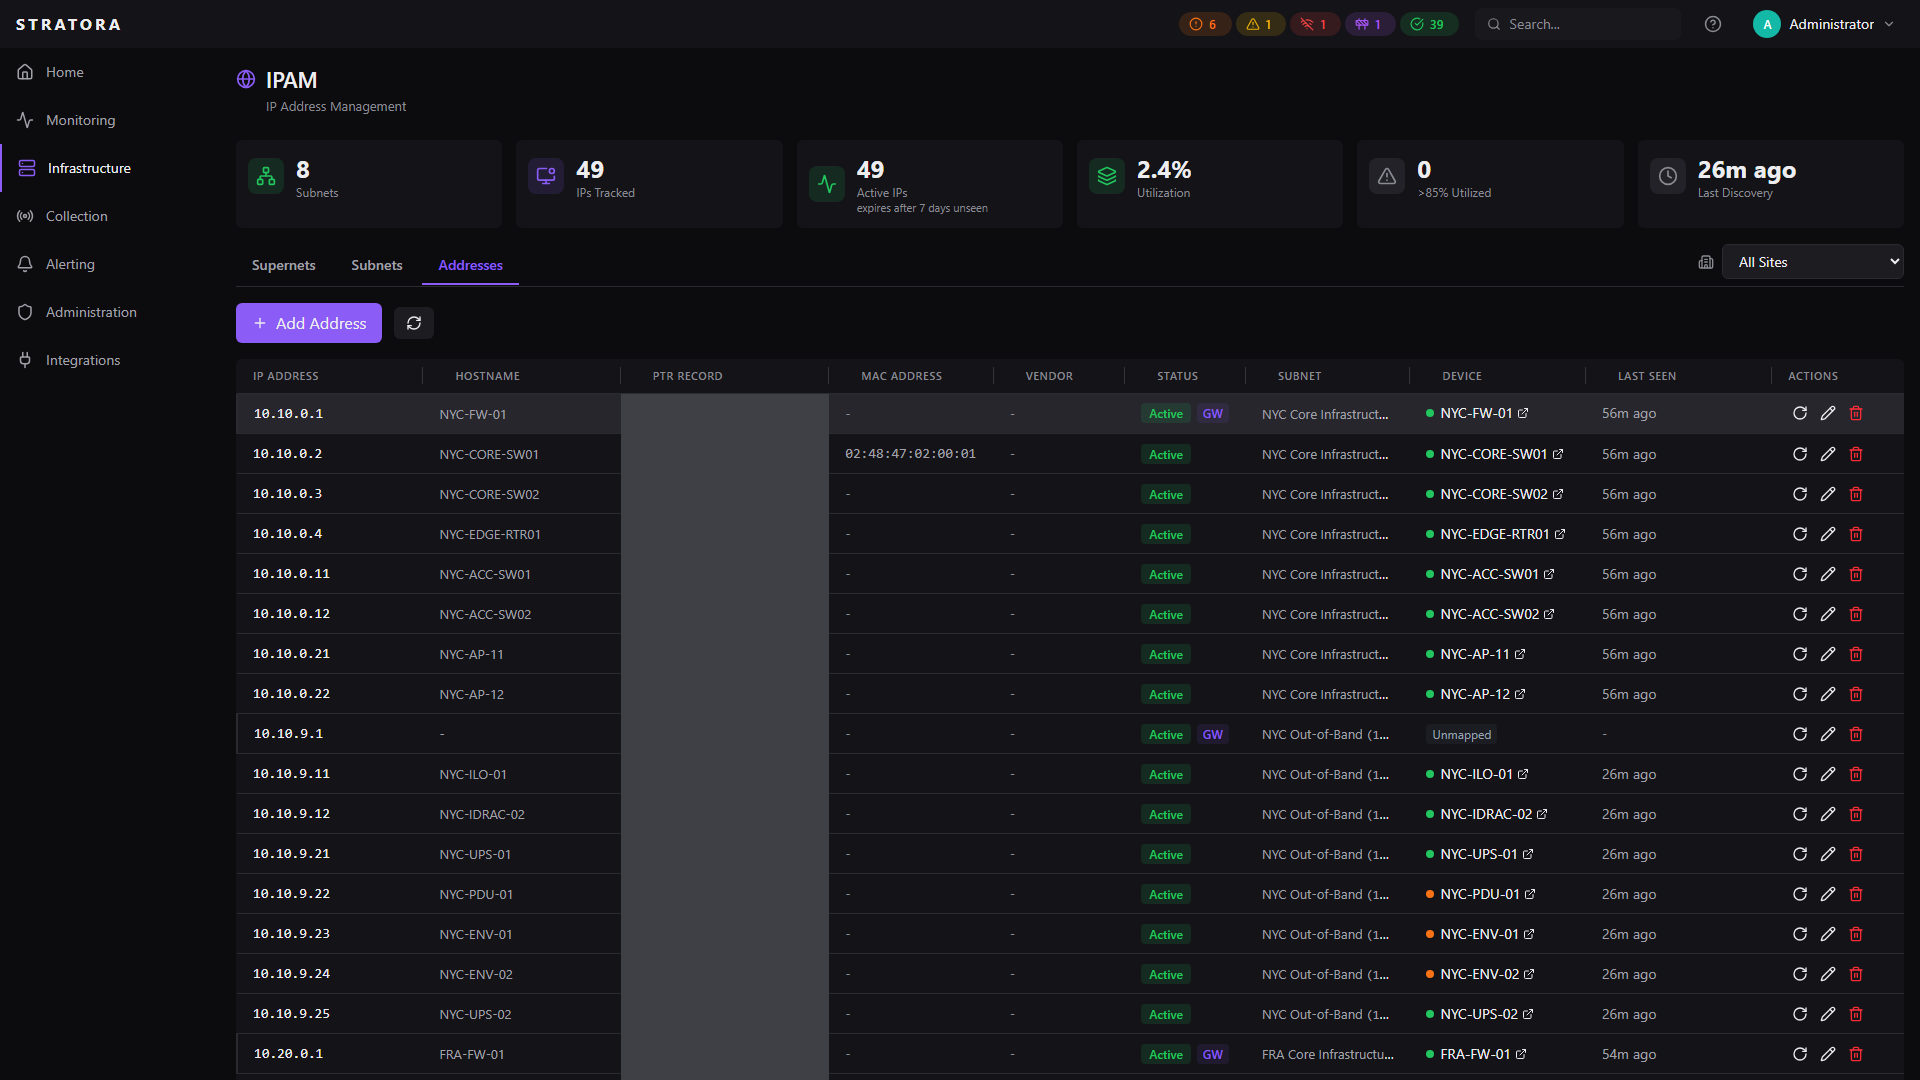 STRATORA
6
1
1
1
39
Search...
A
Administrator
Home
Monitoring
Infrastructure
Collection
Alerting
Administration
Integrations
IPAM
IP Address Management
8
Subnets
49
IPs Tracked
49
Active IPs
expires after 7 days unseen
2.4%
Utilization
0
>85% Utilized
26m ago
Last Discovery
Supernets Subnets Addresses
All Sites
+ Add Address
IP ADDRESS HOSTNAME PTR RECORD MAC ADDRESS VENDOR STATUS SUBNET DEVICE LAST SEEN ACTIONS
10.10.0.1 NYC-FW-01 - - Active GW NYC Core Infrastruct... NYC-FW-01 56m ago
10.10.0.2 NYC-CORE-SW01 02:48:47:02:00:01 - Active NYC Core Infrastruct... NYC-CORE-SW01 56m ago
10.10.0.3 NYC-CORE-SW02 - - Active NYC Core Infrastruct... NYC-CORE-SW02 56m ago
10.10.0.4 NYC-EDGE-RTR01 - - Active NYC Core Infrastruct... NYC-EDGE-RTR01 56m ago
10.10.0.11 NYC-ACC-SW01 - - Active NYC Core Infrastruct... NYC-ACC-SW01 56m ago
10.10.0.12 NYC-ACC-SW02 - - Active NYC Core Infrastruct... NYC-ACC-SW02 56m ago
10.10.0.21 NYC-AP-11 - - Active NYC Core Infrastruct... NYC-AP-11 56m ago
10.10.0.22 NYC-AP-12 - - Active NYC Core Infrastruct... NYC-AP-12 56m ago
10.10.9.1 - - - Active GW NYC Out-of-Band (1... Unmapped -
10.10.9.11 NYC-ILO-01 - - Active NYC Out-of-Band (1... NYC-ILO-01 26m ago
10.10.9.12 NYC-IDRAC-02 - - Active NYC Out-of-Band (1... NYC-IDRAC-02 26m ago
10.10.9.21 NYC-UPS-01 - - Active NYC Out-of-Band (1... NYC-UPS-01 26m ago
10.10.9.22 NYC-PDU-01 - - Active NYC Out-of-Band (1... NYC-PDU-01 26m ago
10.10.9.23 NYC-ENV-01 - - Active NYC Out-of-Band (1... NYC-ENV-01 26m ago
10.10.9.24 NYC-ENV-02 - - Active NYC Out-of-Band (1... NYC-ENV-02 26m ago
10.10.9.25 NYC-UPS-02 - - Active NYC Out-of-Band (1... NYC-UPS-02 26m ago
10.20.0.1 FRA-FW-01 - - Active GW FRA Core Infrastructu... FRA-FW-01 54m ago